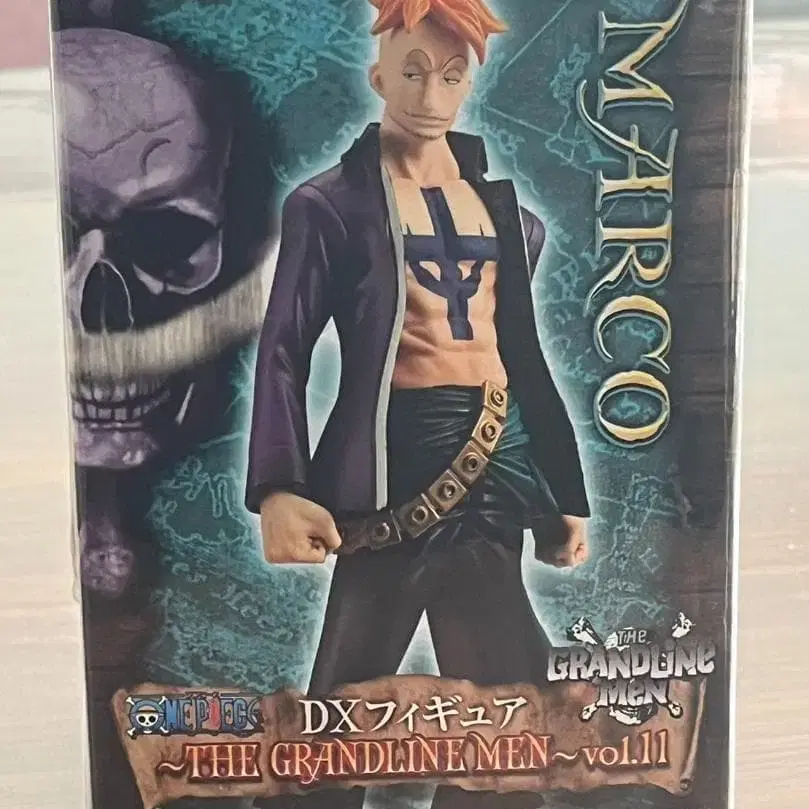 MARCO
THE
GRANDLINE
MEN
ONE PIECE
DXフィギュア
~THE GRANDLINE MEN~vol.11